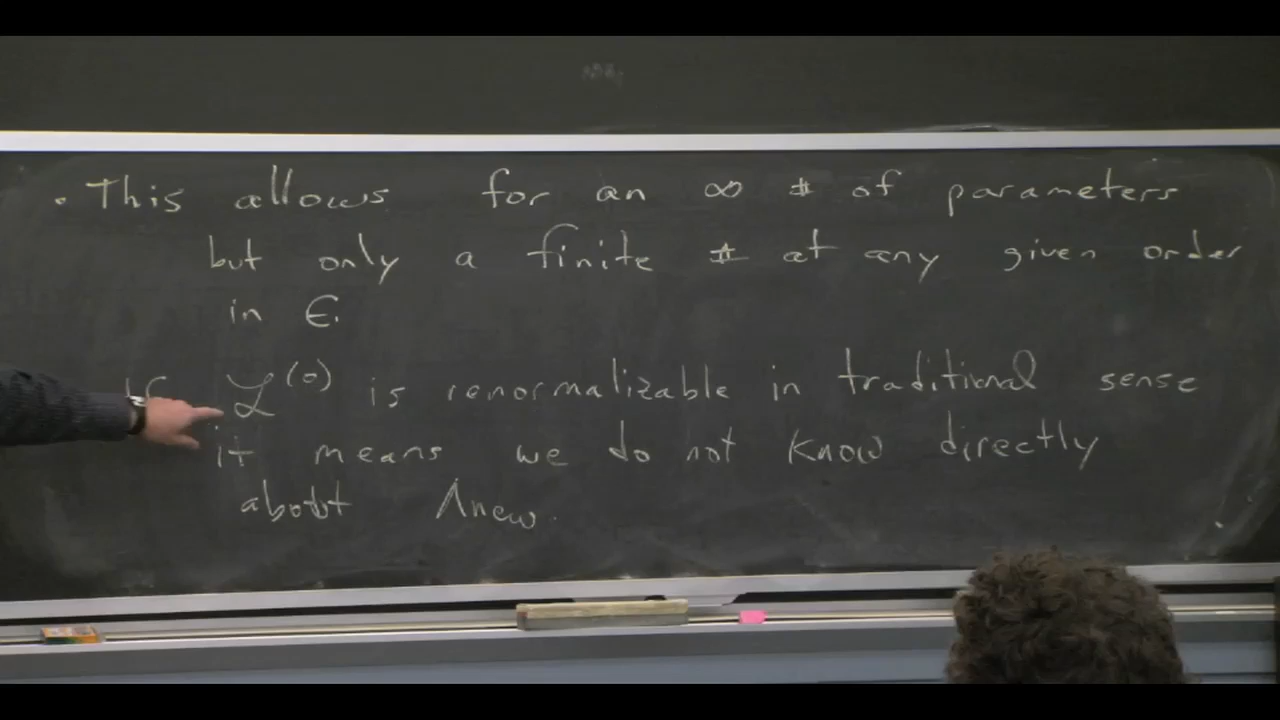 • This allows for an ∞ # of parameters
but only a finite # at any given order
in ϵ.
If ℒ⁽⁰⁾ is renormalizable in traditional sense
it means we do not know directly
about Λnew.